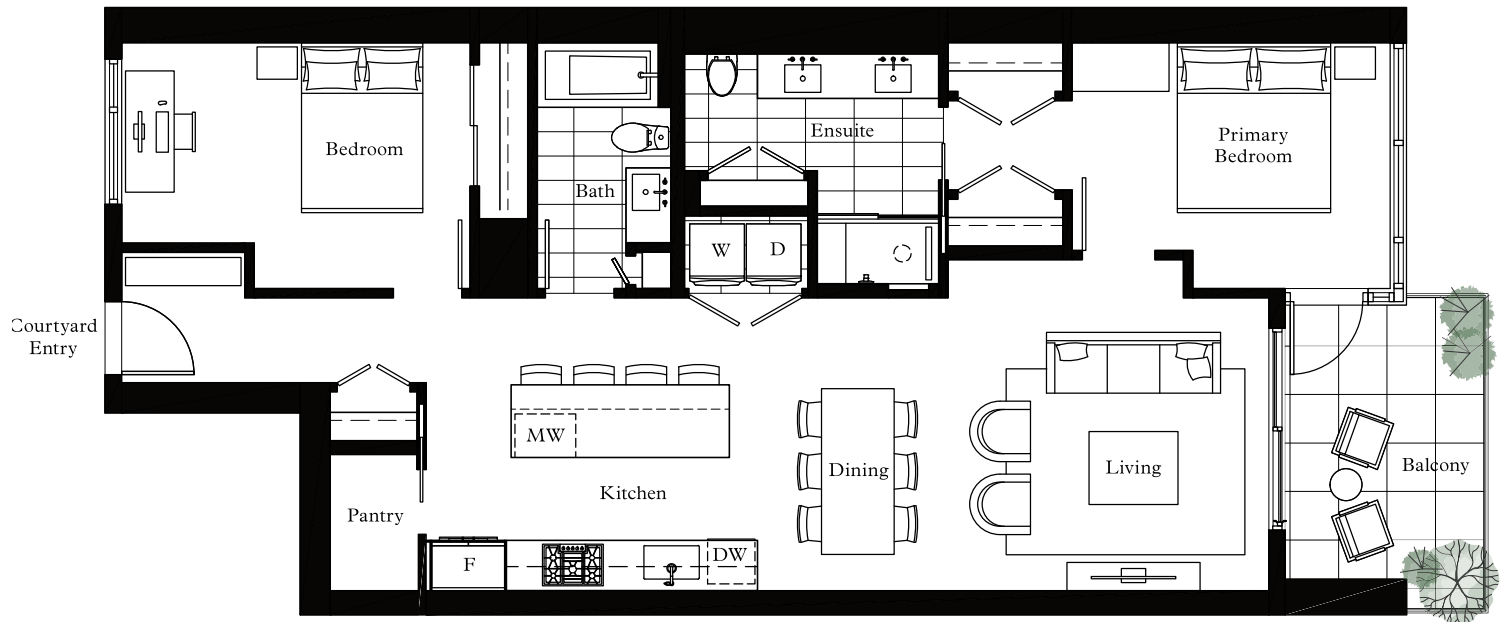 Bedroom
Bath
Ensuite
Primary
Bedroom
W
D
Courtyard
Entry
MW
Kitchen
Dining
Living
Balcony
Pantry
F
DW